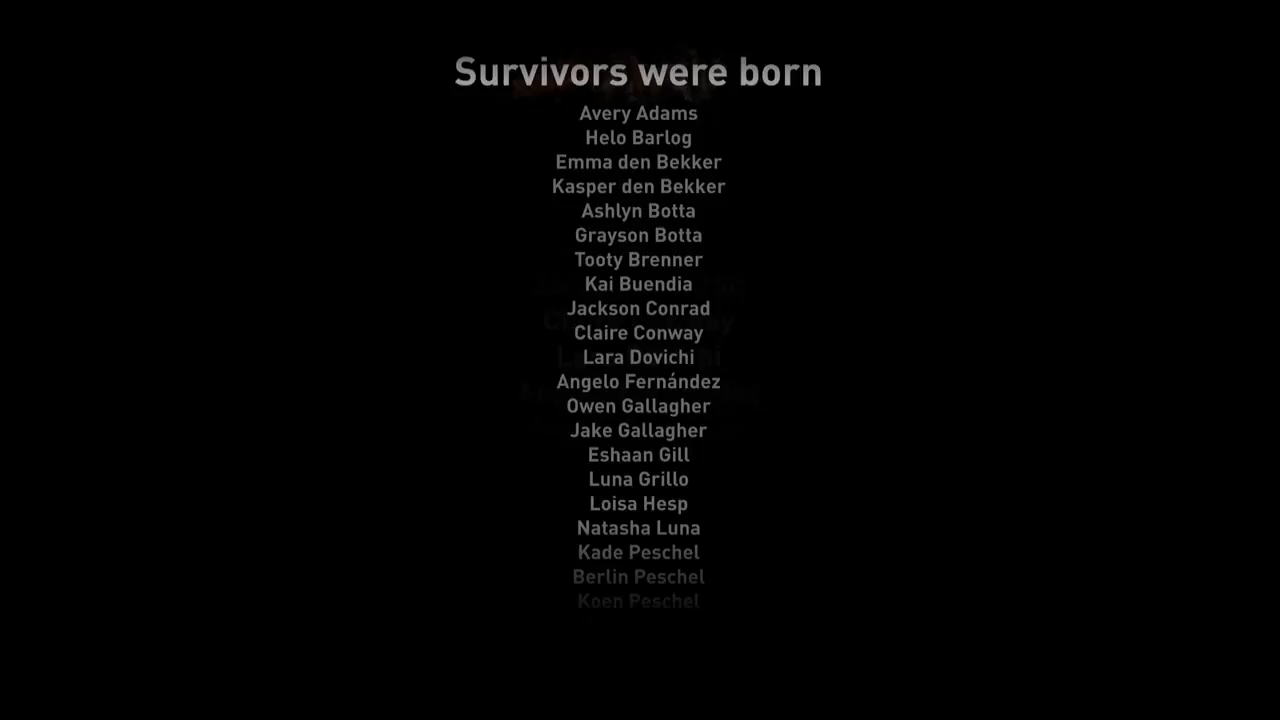 Survivors were born
Avery Adams
Helo Barlog
Emma den Bekker
Kasper den Bekker
Ashlyn Botta
Grayson Botta
Tooty Brenner
Kai Buendia
Jackson Conrad
Claire Conway
Lara Dovichi
Angelo Fernández
Owen Gallagher
Jake Gallagher
Eshaan Gill
Luna Grillo
Loisa Hesp
Natasha Luna
Kade Peschel
Berlin Peschel
Koen Peschel